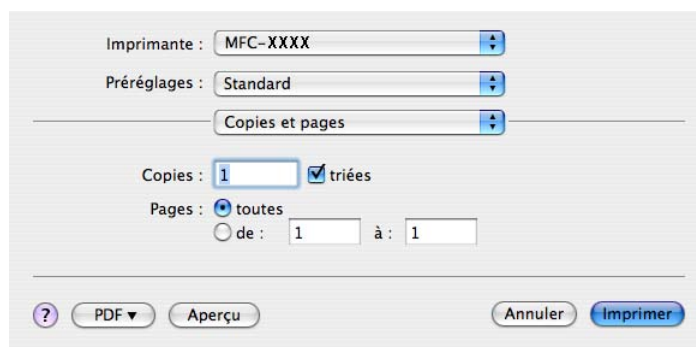 Imprimante : MFC-XXXX
Préréglages : Standard
Copies et pages
Copies : 1 triées
Pages : toutes
de : 1 à : 1
? PDF ▼ Aperçu Annuler Imprimer